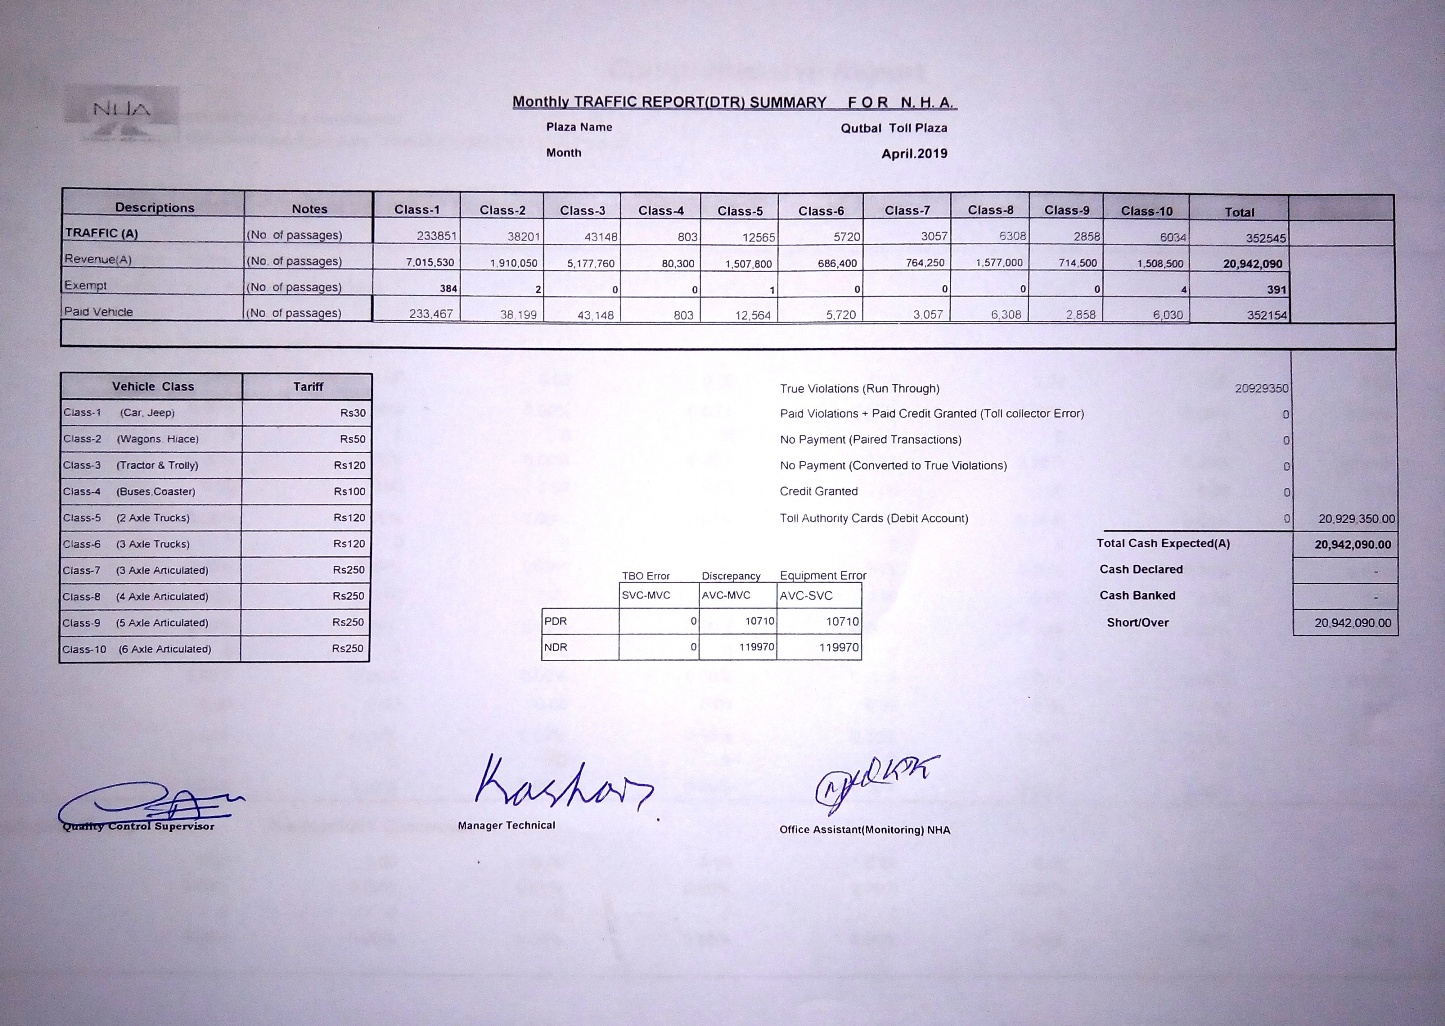 NHA
Monthly TRAFFIC REPORT(DTR) SUMMARY FOR N. H. A.
Plaza Name Qutbal Toll Plaza
Month April.2019
Descriptions Notes Class-1 Class-2 Class-3 Class-4 Class-5 Class-6 Class-7 Class-8 Class-9 Class-10 Total
TRAFFIC (A) (No. of passages) 233851 38201 43148 803 12565 5720 3057 6308 2858 6034 352545
Revenue(A) (No. of passages) 7,015,530 1,910,050 5,177,760 80,300 1,507,800 686,400 764,250 1,577,000 714,500 1,508,500 20,942,090
Exempt (No. of passages) 384 2 0 0 1 0 0 0 0 4 391
Paid Vehicle (No. of passages) 233,467 38,199 43,148 803 12,564 5,720 3,057 6,308 2,858 6,030 352154
Vehicle Class Tariff
Class-1 (Car, Jeep) Rs30
Class-2 (Wagons, Hiace) Rs50
Class-3 (Tractor & Trolly) Rs120
Class-4 (Buses,Coaster) Rs100
Class-5 (2 Axle Trucks) Rs120
Class-6 (3 Axle Trucks) Rs120
Class-7 (3 Axle Articulated) Rs250
Class-8 (4 Axle Articulated) Rs250
Class-9 (5 Axle Articulated) Rs250
Class-10 (6 Axle Articulated) Rs250
True Violations (Run Through) 20929350
Paid Violations + Paid Credit Granted (Toll collector Error) 0
No Payment (Paired Transactions) 0
No Payment (Converted to True Violations) 0
Credit Granted 0
Toll Authority Cards (Debit Account) 0 20,929,350.00
Total Cash Expected(A) 20,942,090.00
Cash Declared -
Cash Banked -
Short/Over 20,942,090.00
TBO Error Discrepancy Equipment Error
SVC-MVC AVC-MVC AVC-SVC
PDR 0 10710 10710
NDR 0 119970 119970
Quality Control Supervisor
Manager Technical
Office Assistant(Monitoring) NHA